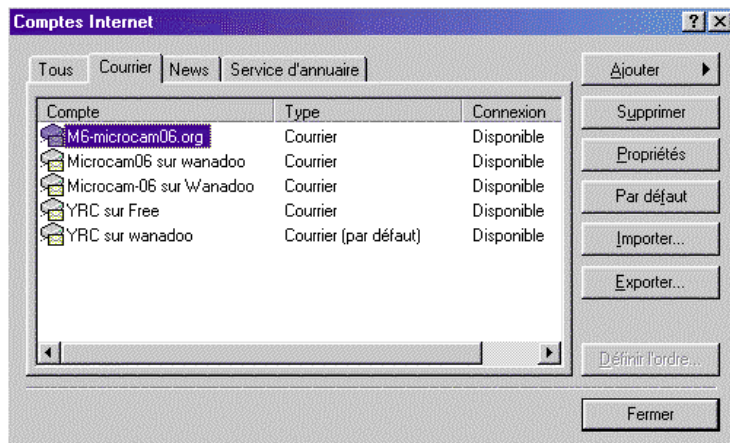 Comptes Internet
Tous Courrier News Service d'annuaire
Compte Type Connexion
M6-microcam06.org Courrier Disponible
Microcam06 sur wanadoo Courrier Disponible
Microcam-06 sur Wanadoo Courrier Disponible
YRC sur Free Courrier Disponible
YRC sur wanadoo Courrier (par défaut) Disponible
Ajouter
Supprimer
Propriétés
Par défaut
Importer...
Exporter...
Définir l'ordre...
Fermer